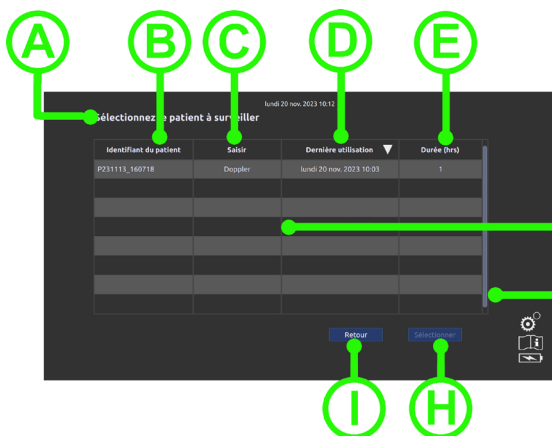 A
B
C
D
E
lundi 20 nov. 2023 10:12
Sélectionnez le patient à surveiller
Identifiant du patient Saisir Dernière utilisation Durée (hrs)
P231113_160718 Doppler lundi 20 nov. 2023 10:03 1
Retour Sélectionner
I
H